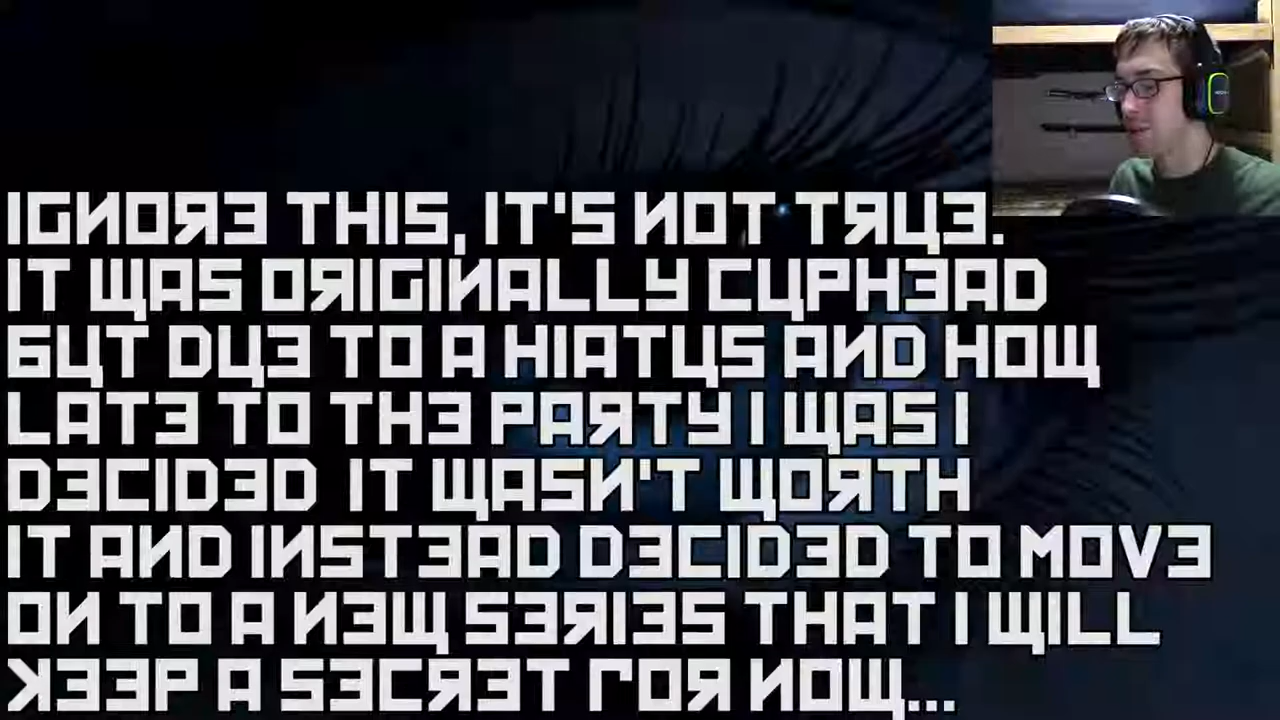 IGNORE THIS, IT'S NOT TRUE.
IT WAS ORIGINALLY CUPHEAD
BUT DUE TO A HIATUS AND HOW
LATE TO THE PARTY I WAS I
DECIDED IT WASN'T WORTH
IT AND INSTEAD DECIDED TO MOVE
ON TO A NEW SERIES THAT I WILL
KEEP A SECRET FOR NOW...